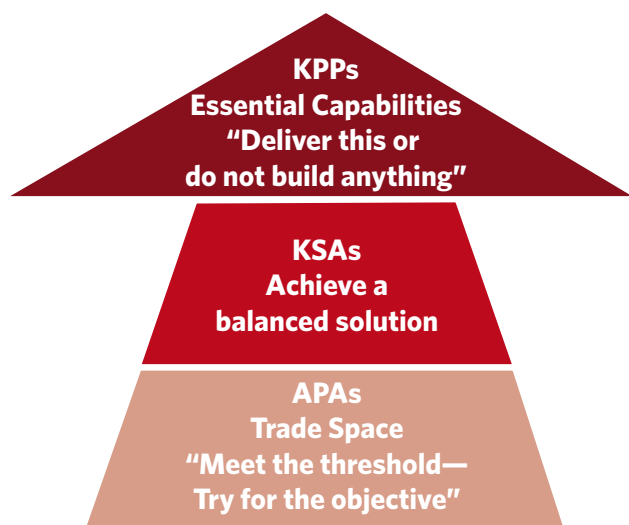 KPPs
Essential Capabilities
“Deliver this or
do not build anything”
KSAs
Achieve a
balanced solution
APAs
Trade Space
“Meet the threshold—
Try for the objective”